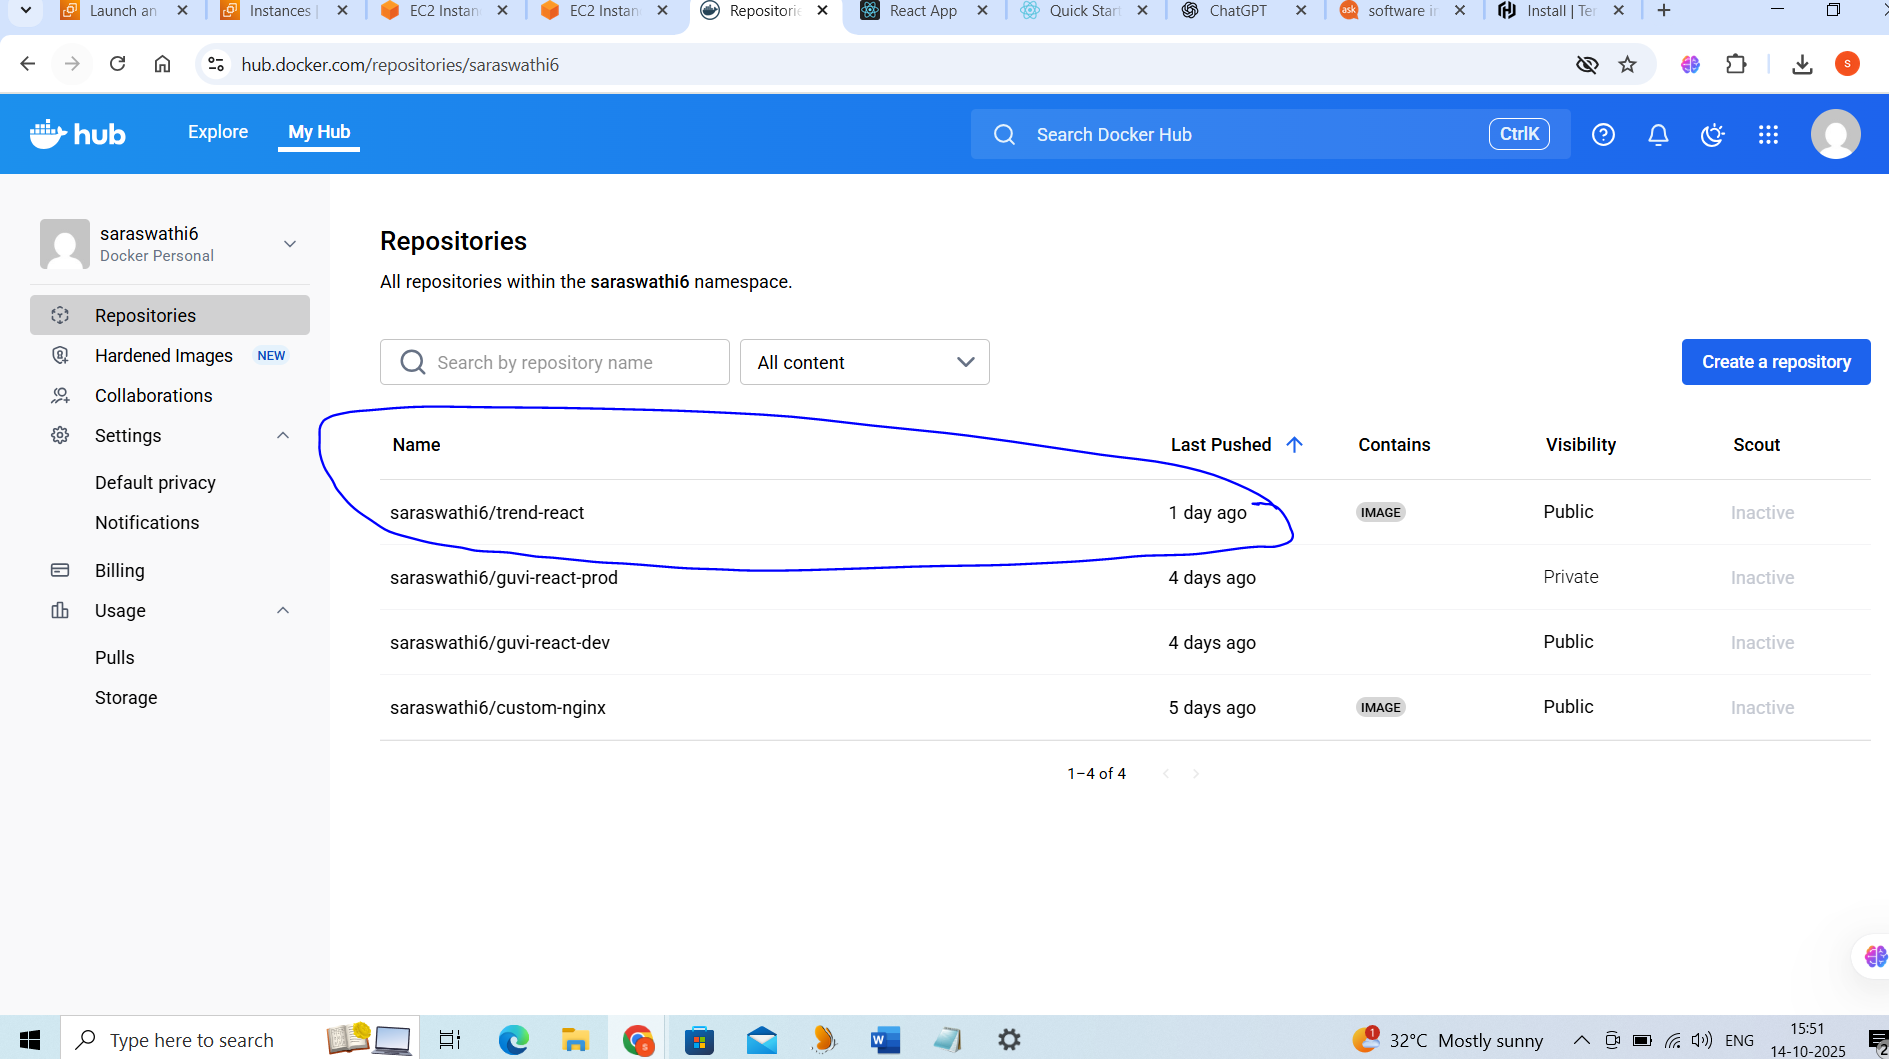 Launch an
Instances |
EC2 Instan
EC2 Instan
Repositorie
React App
Quick Start
ChatGPT
ask
software in
Install | Ter
hub.docker.com/repositories/saraswathi6
S
hub
Explore
My Hub
Search Docker Hub
CtrlK
saraswathi6
Docker Personal
Repositories
Hardened Images NEW
Collaborations
Settings
Default privacy
Notifications
Billing
Usage
Pulls
Storage
Repositories
All repositories within the saraswathi6 namespace.
Search by repository name
All content
Create a repository
Name Last Pushed Contains Visibility Scout
saraswathi6/trend-react 1 day ago IMAGE Public Inactive
saraswathi6/guvi-react-prod 4 days ago Private Inactive
saraswathi6/guvi-react-dev 4 days ago Public Inactive
saraswathi6/custom-nginx 5 days ago IMAGE Public Inactive
1–4 of 4
Type here to search
S
W
1
32°C Mostly sunny
ENG
15:51
14-10-2025
2